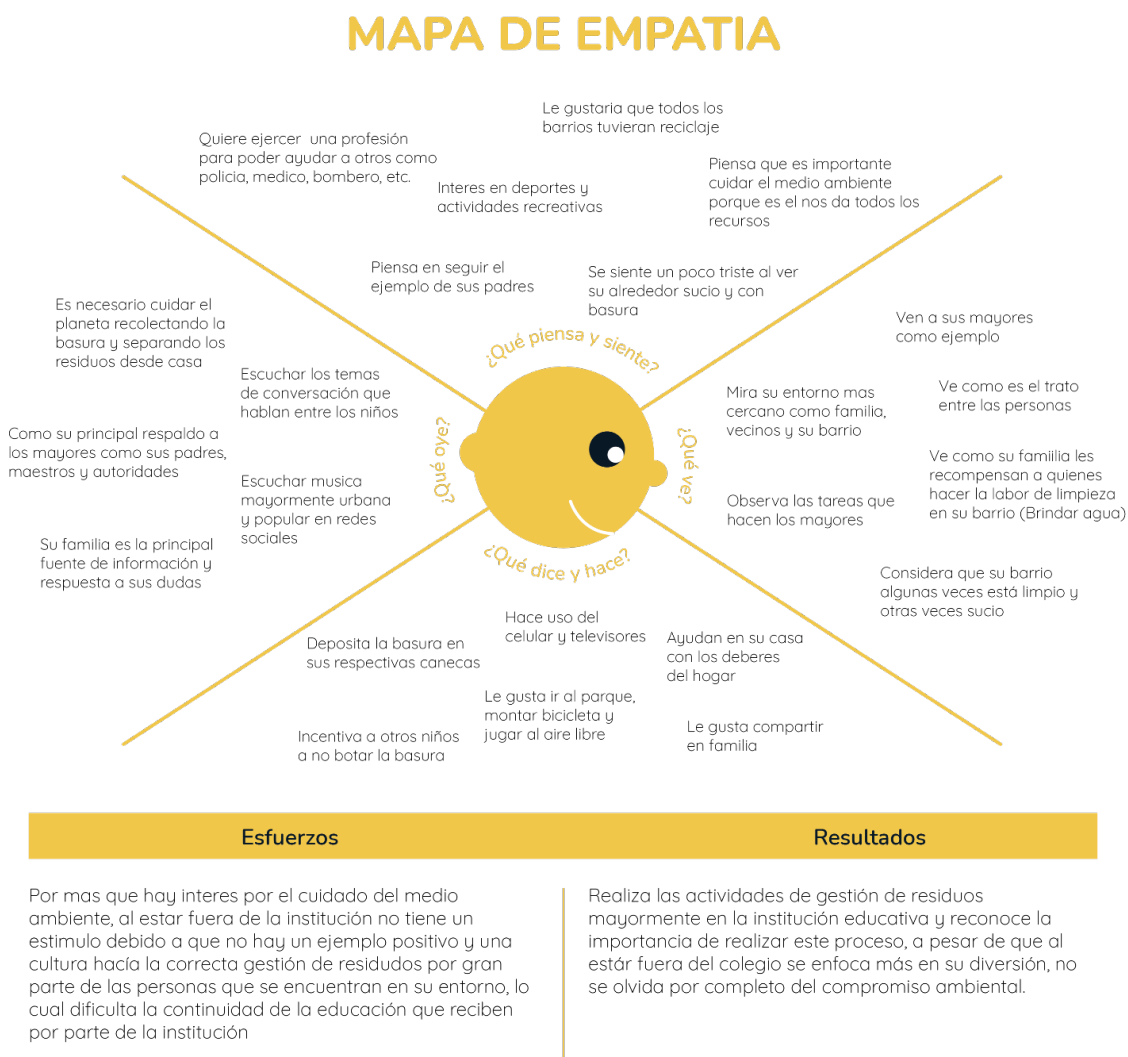 MAPA DE EMPATIA
Le gustaria que todos los
barrios tuvieran reciclaje
Quiere ejercer una profesión
para poder ayudar a otros como
policia, medico, bombero, etc.
Interes en deportes y
actividades recreativas
Piensa que es importante
cuidar el medio ambiente
porque es el nos da todos los
recursos
Piensa en seguir el
ejemplo de sus padres
Se siente un poco triste al ver
su alrededor sucio y con
basura
¿Qué piensa y siente?
Es necesario cuidar el
planeta recolectando la
basura y separando los
residuos desde casa
Escuchar los temas
de conversación que
hablan entre los niños
Como su principal respaldo a
los mayores como sus padres,
maestros y autoridades
Escuchar musica
mayormente urbana
y popular en redes
sociales
Su familia es la principal
fuente de información y
respuesta a sus dudas
¿Qué oye?
¿Qué ve?
Ven a sus mayores
como ejemplo
Mira su entorno mas
cercano como familia,
vecinos y su barrio
Ve como es el trato
entre las personas
Ve como su famiilia les
recompensan a quienes
hacer la labor de limpieza
en su barrio (Brindar agua)
Observa las tareas que
hacen los mayores
Considera que su barrio
algunas veces está limpio y
otras veces sucio
¿Qué dice y hace?
Hace uso del
celular y televisores
Deposita la basura en
sus respectivas canecas
Ayudan en su casa
con los deberes
del hogar
Le gusta ir al parque,
montar bicicleta y
jugar al aire libre
Le gusta compartir
en familia
Incentiva a otros niños
a no botar la basura
Esfuerzos
Por mas que hay interes por el cuidado del medio
ambiente, al estar fuera de la institución no tiene un
estimulo debido a que no hay un ejemplo positivo y una
cultura hacía la correcta gestión de residudos por gran
parte de las personas que se encuentran en su entorno, lo
cual dificulta la continuidad de la educación que reciben
por parte de la institución
Resultados
Realiza las actividades de gestión de residuos
mayormente en la institución educativa y reconoce la
importancia de realizar este proceso, a pesar de que al
estár fuera del colegio se enfoca más en su diversión, no
se olvida por completo del compromiso ambiental.